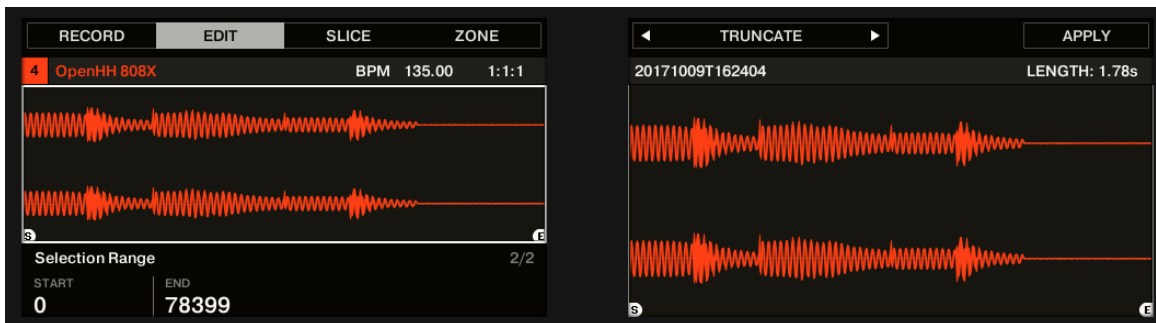 RECORD EDIT SLICE ZONE
4 OpenHH 808X BPM 135.00 1:1:1
S E
Selection Range 2/2
START END
0 78399
◀ TRUNCATE ▶ APPLY
20171009T162404 LENGTH: 1.78s
S E